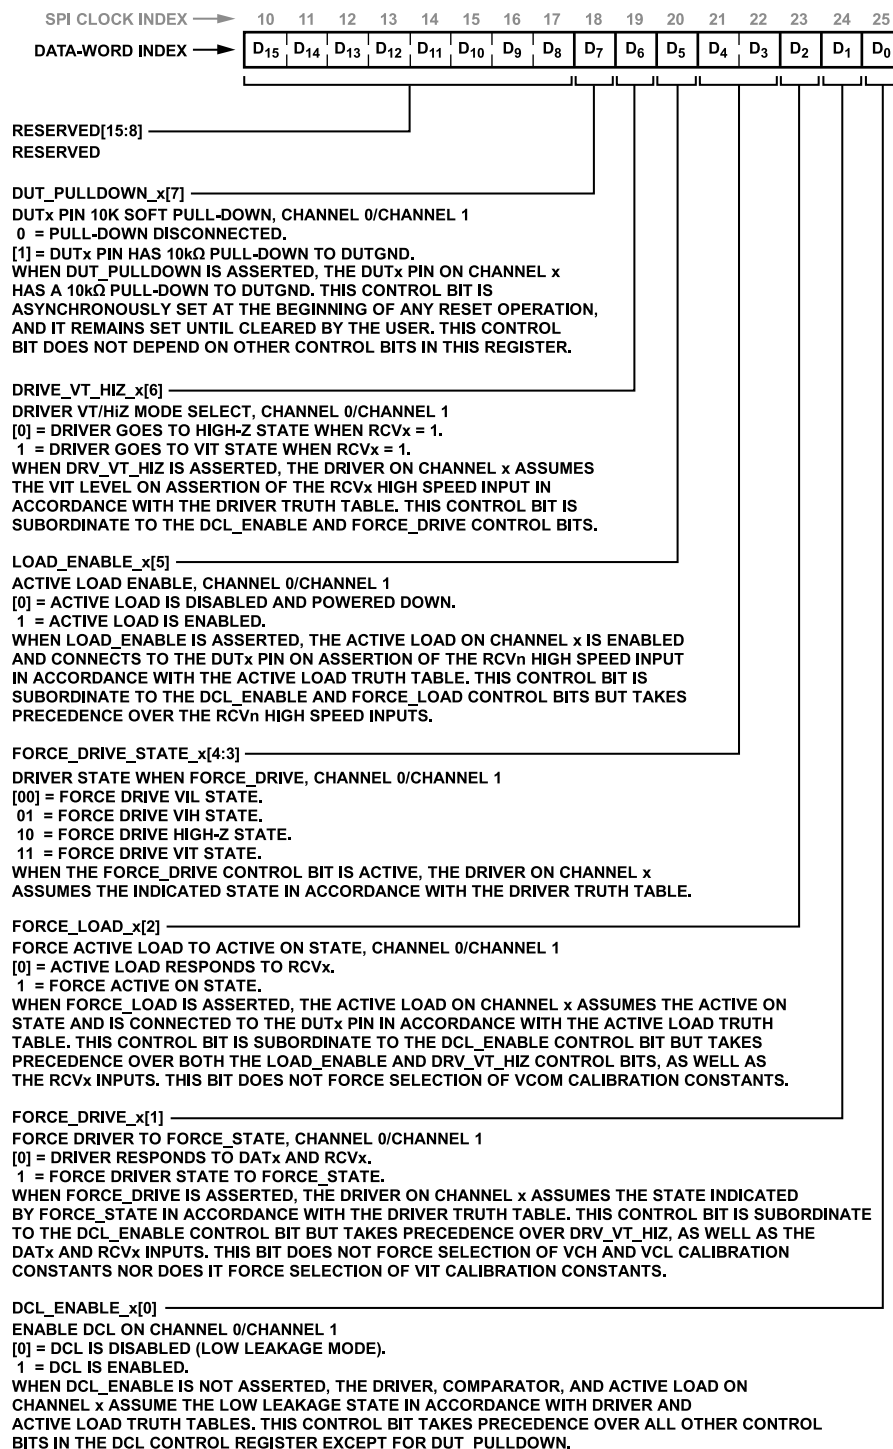 SPI CLOCK INDEX 10 11 12 13 14 15 16 17 18 19 20 21 22 23 24 25
DATA-WORD INDEX D15 D14 D13 D12 D11 D10 D9 D8 D7 D6 D5 D4 D3 D2 D1 D0
RESERVED[15:8]
RESERVED
DUT_PULLDOWN_x[7]
DUTx PIN 10K SOFT PULL-DOWN, CHANNEL 0/CHANNEL 1
0 = PULL-DOWN DISCONNECTED.
[1] = DUTx PIN HAS 10kΩ PULL-DOWN TO DUTGND.
WHEN DUT_PULLDOWN IS ASSERTED, THE DUTx PIN ON CHANNEL x
HAS A 10kΩ PULL-DOWN TO DUTGND. THIS CONTROL BIT IS
ASYNCHRONOUSLY SET AT THE BEGINNING OF ANY RESET OPERATION,
AND IT REMAINS SET UNTIL CLEARED BY THE USER. THIS CONTROL
BIT DOES NOT DEPEND ON OTHER CONTROL BITS IN THIS REGISTER.
DRIVE_VT_HIZ_x[6]
DRIVER VT/HiZ MODE SELECT, CHANNEL 0/CHANNEL 1
[0] = DRIVER GOES TO HIGH-Z STATE WHEN RCVx = 1.
1 = DRIVER GOES TO VIT STATE WHEN RCVx = 1.
WHEN DRV_VT_HIZ IS ASSERTED, THE DRIVER ON CHANNEL x ASSUMES
THE VIT LEVEL ON ASSERTION OF THE RCVx HIGH SPEED INPUT IN
ACCORDANCE WITH THE DRIVER TRUTH TABLE. THIS CONTROL BIT IS
SUBORDINATE TO THE DCL_ENABLE AND FORCE_DRIVE CONTROL BITS.
LOAD_ENABLE_x[5]
ACTIVE LOAD ENABLE, CHANNEL 0/CHANNEL 1
[0] = ACTIVE LOAD IS DISABLED AND POWERED DOWN.
1 = ACTIVE LOAD IS ENABLED.
WHEN LOAD_ENABLE IS ASSERTED, THE ACTIVE LOAD ON CHANNEL x IS ENABLED
AND CONNECTS TO THE DUTx PIN ON ASSERTION OF THE RCVn HIGH SPEED INPUT
IN ACCORDANCE WITH THE ACTIVE LOAD TRUTH TABLE. THIS CONTROL BIT IS
SUBORDINATE TO THE DCL_ENABLE AND FORCE_LOAD CONTROL BITS BUT TAKES
PRECEDENCE OVER THE RCVn HIGH SPEED INPUTS.
FORCE_DRIVE_STATE_x[4:3]
DRIVER STATE WHEN FORCE_DRIVE, CHANNEL 0/CHANNEL 1
[00] = FORCE DRIVE VIL STATE.
01 = FORCE DRIVE VIH STATE.
10 = FORCE DRIVE HIGH-Z STATE.
11 = FORCE DRIVE VIT STATE.
WHEN THE FORCE_DRIVE CONTROL BIT IS ACTIVE, THE DRIVER ON CHANNEL x
ASSUMES THE INDICATED STATE IN ACCORDANCE WITH THE DRIVER TRUTH TABLE.
FORCE_LOAD_x[2]
FORCE ACTIVE LOAD TO ACTIVE ON STATE, CHANNEL 0/CHANNEL 1
[0] = ACTIVE LOAD RESPONDS TO RCVx.
1 = FORCE ACTIVE ON STATE.
WHEN FORCE_LOAD IS ASSERTED, THE ACTIVE LOAD ON CHANNEL x ASSUMES THE ACTIVE ON
STATE AND IS CONNECTED TO THE DUTx PIN IN ACCORDANCE WITH THE ACTIVE LOAD TRUTH
TABLE. THIS CONTROL BIT IS SUBORDINATE TO THE DCL_ENABLE CONTROL BIT BUT TAKES
PRECEDENCE OVER BOTH THE LOAD_ENABLE AND DRV_VT_HIZ CONTROL BITS, AS WELL AS
THE RCVx INPUTS. THIS BIT DOES NOT FORCE SELECTION OF VCOM CALIBRATION CONSTANTS.
FORCE_DRIVE_x[1]
FORCE DRIVER TO FORCE_STATE, CHANNEL 0/CHANNEL 1
[0] = DRIVER RESPONDS TO DATx AND RCVx.
1 = FORCE DRIVER STATE TO FORCE_STATE.
WHEN FORCE_DRIVE IS ASSERTED, THE DRIVER ON CHANNEL x ASSUMES THE STATE INDICATED
BY FORCE_STATE IN ACCORDANCE WITH THE DRIVER TRUTH TABLE. THIS CONTROL BIT IS SUBORDINATE
TO THE DCL_ENABLE CONTROL BIT BUT TAKES PRECEDENCE OVER DRV_VT_HIZ, AS WELL AS THE
DATx AND RCVx INPUTS. THIS BIT DOES NOT FORCE SELECTION OF VCH AND VCL CALIBRATION
CONSTANTS NOR DOES IT FORCE SELECTION OF VIT CALIBRATION CONSTANTS.
DCL_ENABLE_x[0]
ENABLE DCL ON CHANNEL 0/CHANNEL 1
[0] = DCL IS DISABLED (LOW LEAKAGE MODE).
1 = DCL IS ENABLED.
WHEN DCL_ENABLE IS NOT ASSERTED, THE DRIVER, COMPARATOR, AND ACTIVE LOAD ON
CHANNEL x ASSUME THE LOW LEAKAGE STATE IN ACCORDANCE WITH DRIVER AND
ACTIVE LOAD TRUTH TABLES. THIS CONTROL BIT TAKES PRECEDENCE OVER ALL OTHER CONTROL
BITS IN THE DCL CONTROL REGISTER EXCEPT FOR DUT_PULLDOWN.